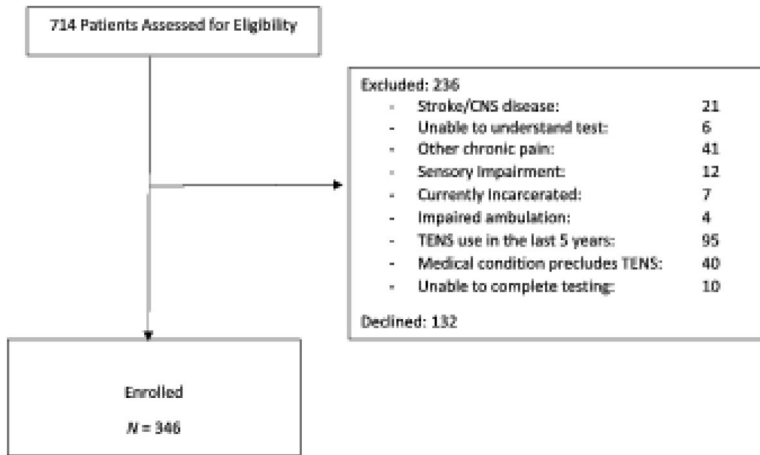 714 Patients Assessed for Eligibility
Excluded: 236
- Stroke/CNS disease: 21
- Unable to understand test: 6
- Other chronic pain: 41
- Sensory Impairment: 12
- Currently Incarcerated: 7
- Impaired ambulation: 4
- TENS use in the last 5 years: 95
- Medical condition precludes TENS: 40
- Unable to complete testing: 10
Declined: 132
Enrolled
N = 346